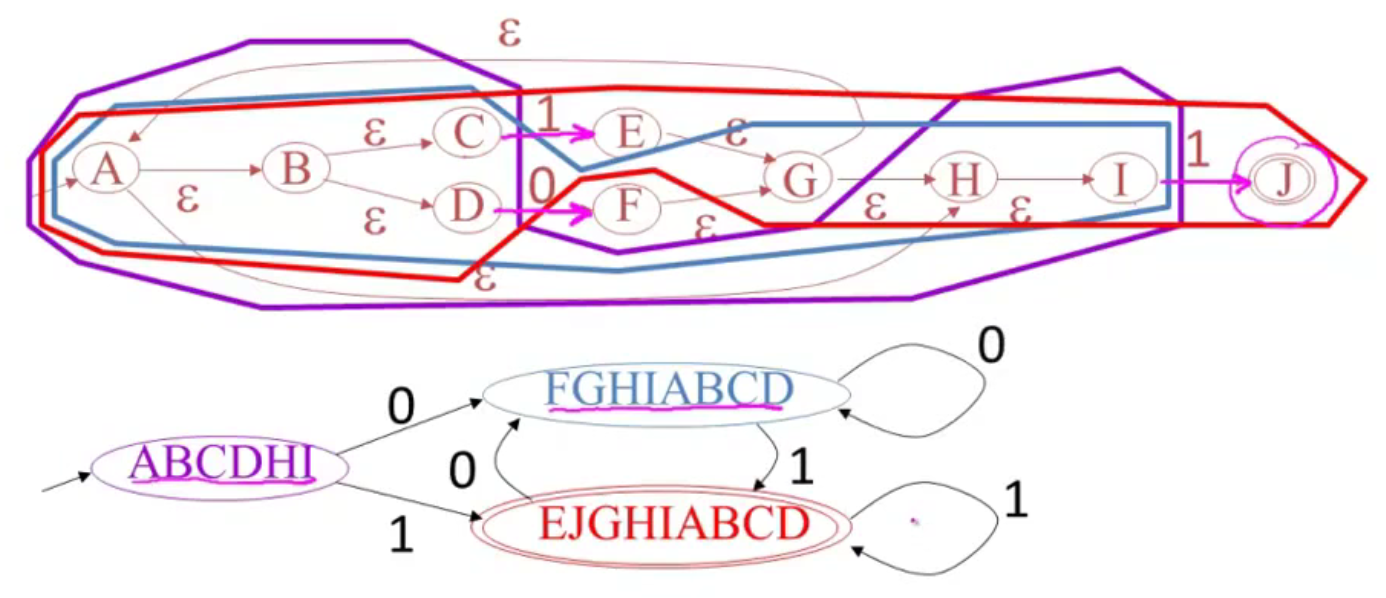 ε
ε C 1 E ε
A ε B G ε H ε I 1 J
ε D 0 F ε
ε
0 FGHIABCD 0
ABCDHI 0 1
1 EJGHIABCD 1